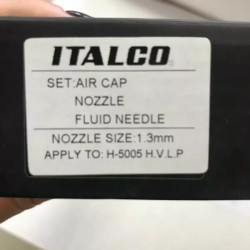 ITALCO
SET:AIR CAP
NOZZLE
FLUID NEEDLE
NOZZLE SIZE:1.3mm
APPLY TO: H-5005 H.V.L.P